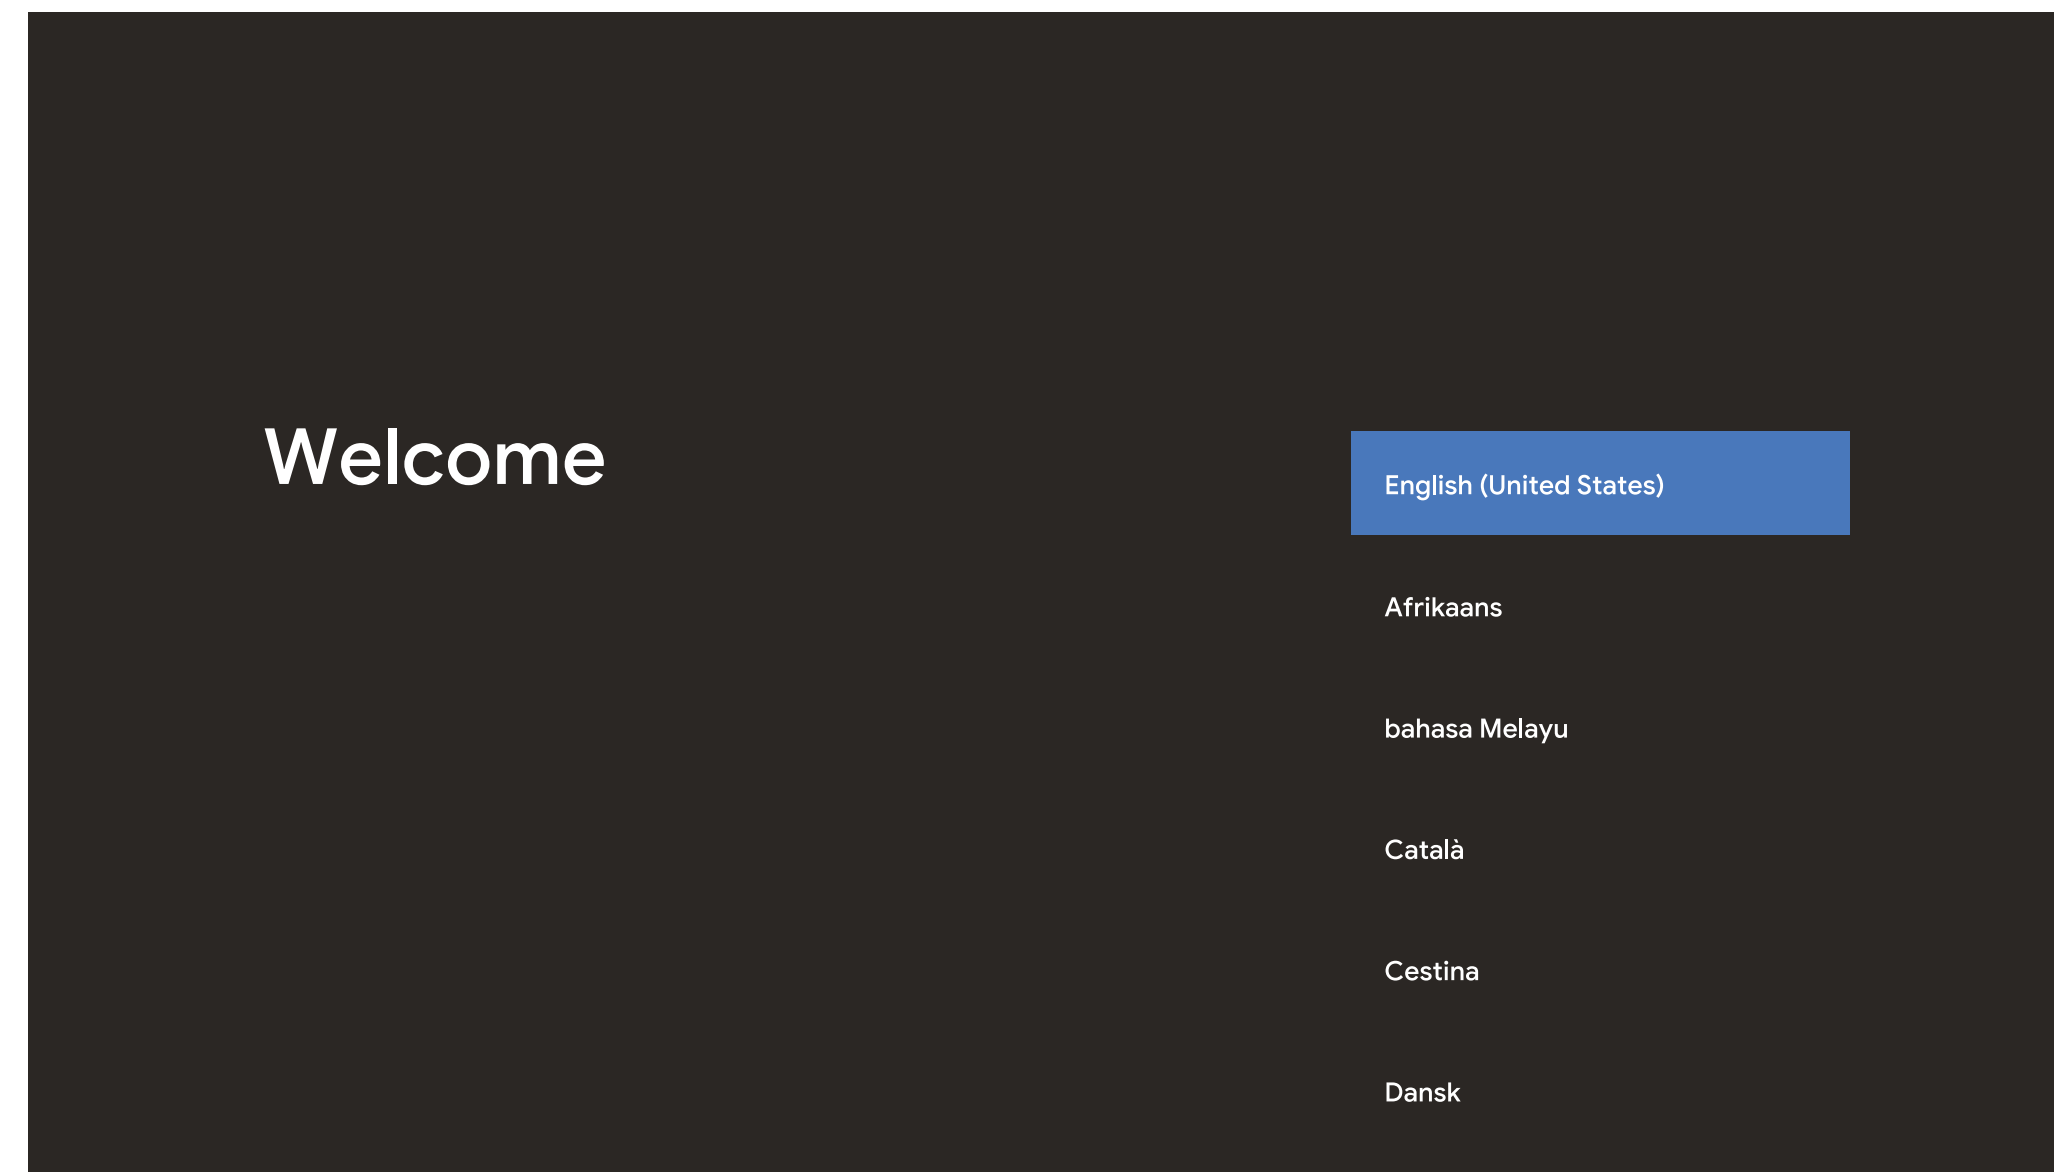 Welcome
English (United States)
Afrikaans
bahasa Melayu
Català
Cestina
Dansk